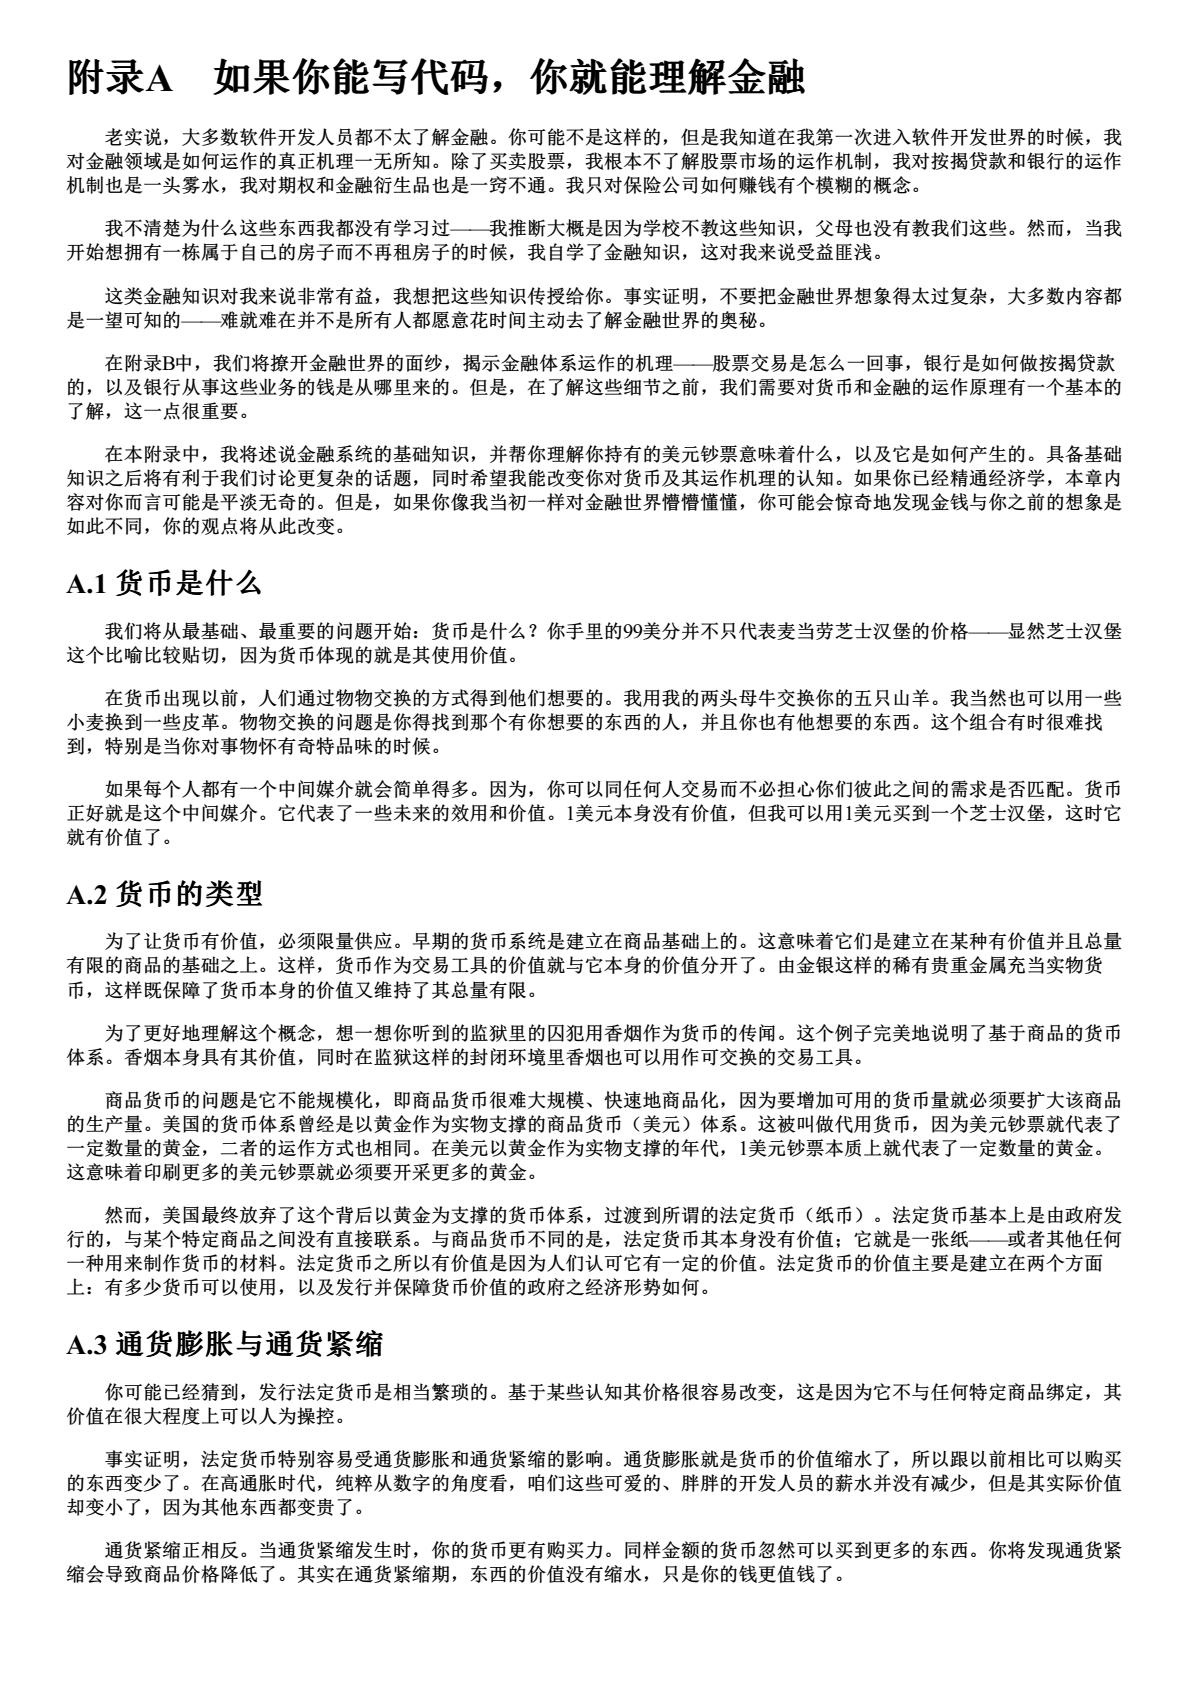 附录A　如果你能写代码，你就能理解金融
老实说，大多数软件开发人员都不太了解金融。你可能不是这样的，但是我知道在我第一次进入软件开发世界的时候，我
对金融领域是如何运作的真正机理一无所知。除了买卖股票，我根本不了解股票市场的运作机制，我对按揭贷款和银行的运作
机制也是一头雾水，我对期权和金融衍生品也是一窍不通。我只对保险公司如何赚钱有个模糊的概念。
我不清楚为什么这些东西我都没有学习过——我推断大概是因为学校不教这些知识，父母也没有教我们这些。然而，当我
开始想拥有一栋属于自己的房子而不再租房子的时候，我自学了金融知识，这对我来说受益匪浅。
这类金融知识对我来说非常有益，我想把这些知识传授给你。事实证明，不要把金融世界想象得太过复杂，大多数内容都
是一望可知的——难就难在并不是所有人都愿意花时间主动去了解金融世界的奥秘。
在附录B中，我们将撩开金融世界的面纱，揭示金融体系运作的机理——股票交易是怎么一回事，银行是如何做按揭贷款
的，以及银行从事这些业务的钱是从哪里来的。但是，在了解这些细节之前，我们需要对货币和金融的运作原理有一个基本的
了解，这一点很重要。
在本附录中，我将述说金融系统的基础知识，并帮你理解你持有的美元钞票意味着什么，以及它是如何产生的。具备基础
知识之后将有利于我们讨论更复杂的话题，同时希望我能改变你对货币及其运作机理的认知。如果你已经精通经济学，本章内
容对你而言可能是平淡无奇的。但是，如果你像我当初一样对金融世界懵懵懂懂，你可能会惊奇地发现金钱与你之前的想象是
如此不同，你的观点将从此改变。
A.1 货币是什么
我们将从最基础、最重要的问题开始：货币是什么？你手里的99美分并不只代表麦当劳芝士汉堡的价格——显然芝士汉堡
这个比喻比较贴切，因为货币体现的就是其使用价值。
在货币出现以前，人们通过物物交换的方式得到他们想要的。我用我的两头母牛交换你的五只山羊。我当然也可以用一些
小麦换到一些皮革。物物交换的问题是你得找到那个有你想要的东西的人，并且你也有他想要的东西。这个组合有时很难找
到，特别是当你对事物怀有奇特品味的时候。
如果每个人都有一个中间媒介就会简单得多。因为，你可以同任何人交易而不必担心你们彼此之间的需求是否匹配。货币
正好就是这个中间媒介。它代表了一些未来的效用和价值。1美元本身没有价值，但我可以用1美元买到一个芝士汉堡，这时它
就有价值了。
A.2 货币的类型
为了让货币有价值，必须限量供应。早期的货币系统是建立在商品基础上的。这意味着它们是建立在某种有价值并且总量
有限的商品的基础之上。这样，货币作为交易工具的价值就与它本身的价值分开了。由金银这样的稀有贵重金属充当实物货
币，这样既保障了货币本身的价值又维持了其总量有限。
为了更好地理解这个概念，想一想你听到的监狱里的囚犯用香烟作为货币的传闻。这个例子完美地说明了基于商品的货币
体系。香烟本身具有其价值，同时在监狱这样的封闭环境里香烟也可以用作可交换的交易工具。
商品货币的问题是它不能规模化，即商品货币很难大规模、快速地商品化，因为要增加可用的货币量就必须要扩大该商品
的生产量。美国的货币体系曾经是以黄金作为实物支撑的商品货币（美元）体系。这被叫做代用货币，因为美元钞票就代表了
一定数量的黄金，二者的运作方式也相同。在美元以黄金作为实物支撑的年代，1美元钞票本质上就代表了一定数量的黄金。
这意味着印刷更多的美元钞票就必须要开采更多的黄金。
然而，美国最终放弃了这个背后以黄金为支撑的货币体系，过渡到所谓的法定货币（纸币）。法定货币基本上是由政府发
行的，与某个特定商品之间没有直接联系。与商品货币不同的是，法定货币其本身没有价值；它就是一张纸——或者其他任何
一种用来制作货币的材料。法定货币之所以有价值是因为人们认可它有一定的价值。法定货币的价值主要是建立在两个方面
上：有多少货币可以使用，以及发行并保障货币价值的政府之经济形势如何。
A.3 通货膨胀与通货紧缩
你可能已经猜到，发行法定货币是相当繁琐的。基于某些认知其价格很容易改变，这是因为它不与任何特定商品绑定，其
价值在很大程度上可以人为操控。
事实证明，法定货币特别容易受通货膨胀和通货紧缩的影响。通货膨胀就是货币的价值缩水了，所以跟以前相比可以购买
的东西变少了。在高通胀时代，纯粹从数字的角度看，咱们这些可爱的、胖胖的开发人员的薪水并没有减少，但是其实际价值
却变小了，因为其他东西都变贵了。
通货紧缩正相反。当通货紧缩发生时，你的货币更有购买力。同样金额的货币忽然可以买到更多的东西。你将发现通货紧
缩会导致商品价格降低了。其实在通货紧缩期，东西的价值没有缩水，只是你的钱更值钱了。